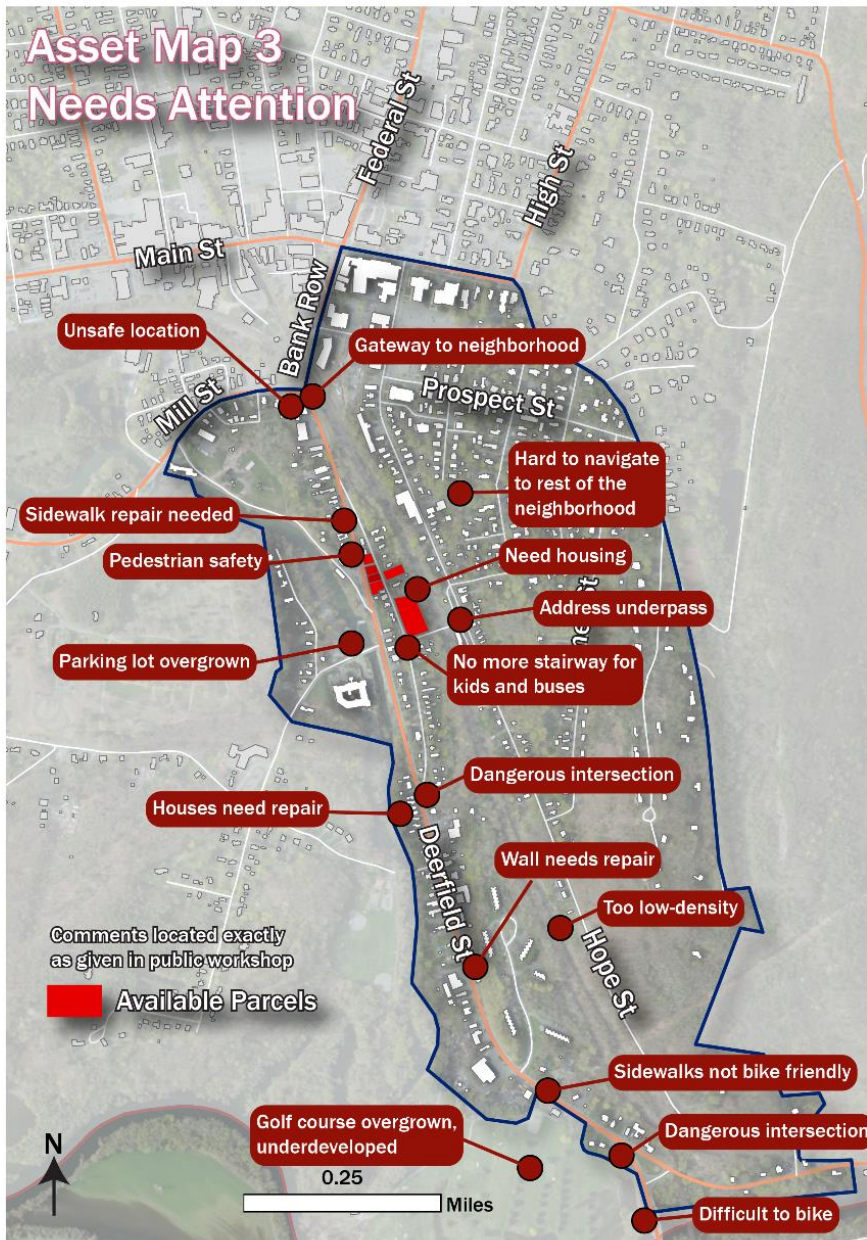 Asset Map 3
Needs Attention
Federal St
High St
Main St
Bank Row
Unsafe location
Gateway to neighborhood
Mill St
Prospect St
Hard to navigate
to rest of the
neighborhood
Sidewalk repair needed
Pedestrian safety
Need housing
Address underpass
Parking lot overgrown
No more stairway for
kids and buses
Dangerous intersection
Houses need repair
Deerfield St
Wall needs repair
Too low-density
Hope St
Comments located exactly
as given in public workshop
Available Parcels
Sidewalks not bike friendly
Golf course overgrown,
underdeveloped
Dangerous intersection
N
0.25
Miles
Difficult to bike